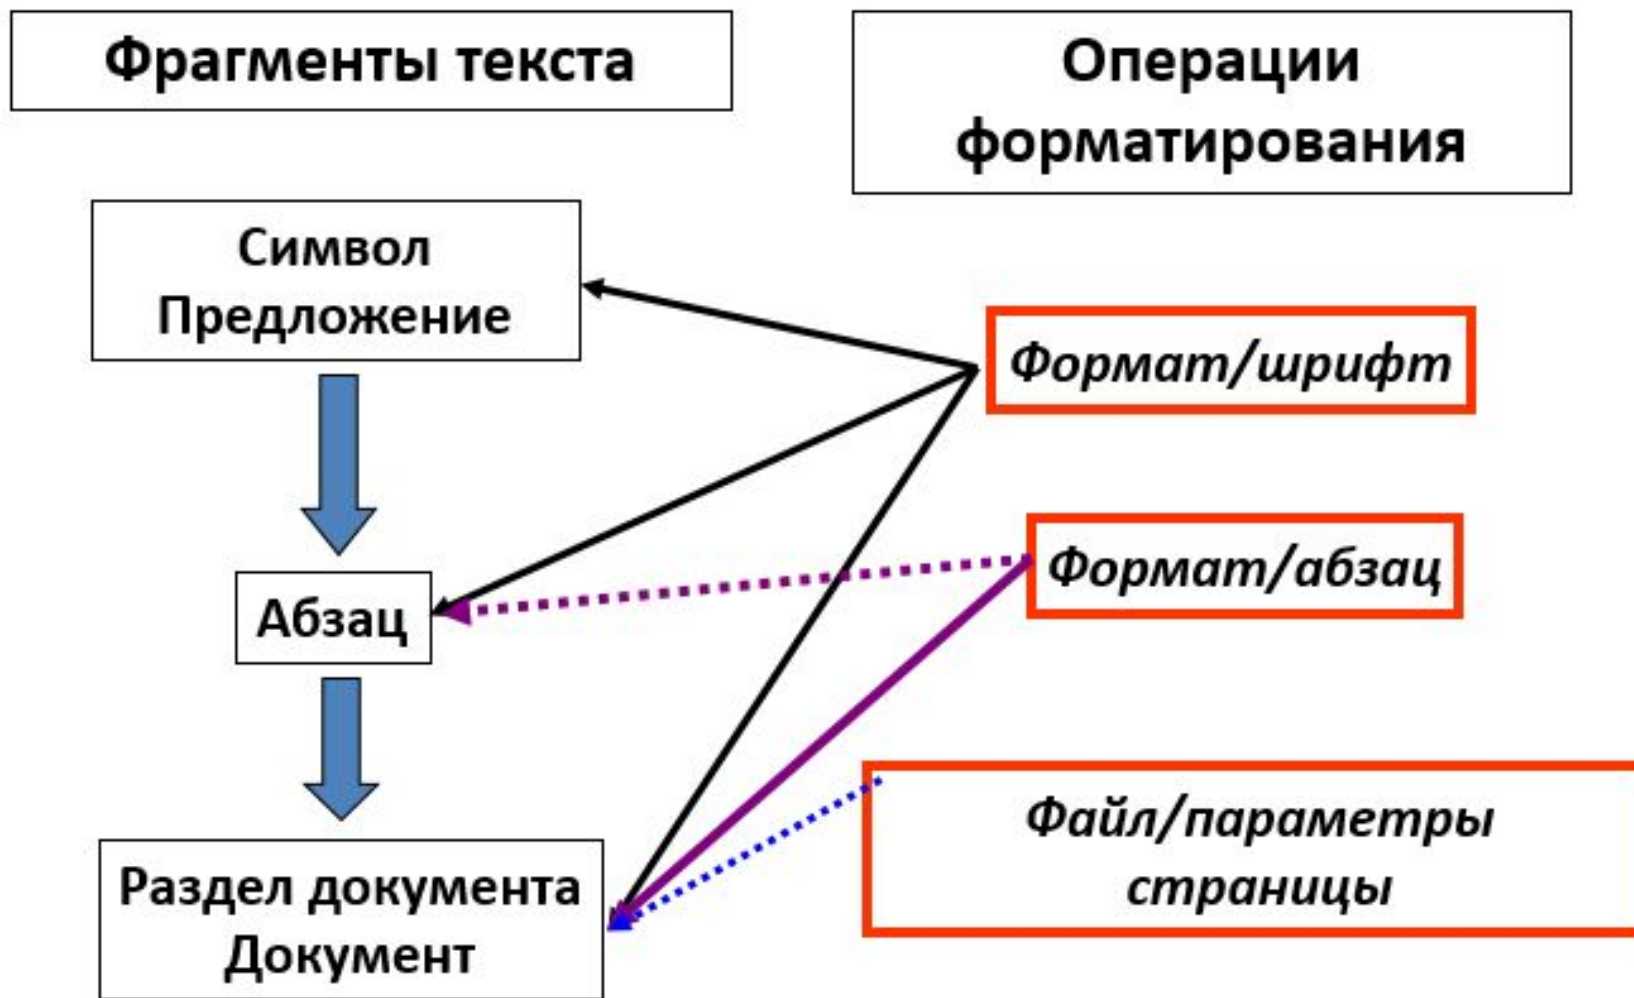 Фрагменты текста
Операции
форматирования
Символ
Предложение
Формат/шрифт
Формат/абзац
Абзац
Файл/параметры
страницы
Раздел документа
Документ